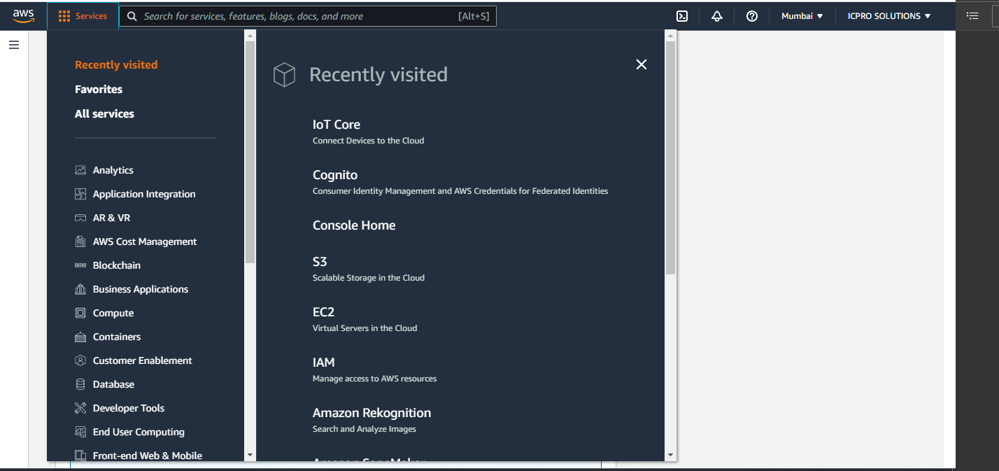 aws
Services
Search for services, features, blogs, docs, and more [Alt+S]
Mumbai
ICPRO SOLUTIONS
Recently visited
Favorites
All services
Analytics
Application Integration
AR & VR
AWS Cost Management
Blockchain
Business Applications
Compute
Containers
Customer Enablement
Database
Developer Tools
End User Computing
Front-end Web & Mobile
Recently visited
IoT Core
Connect Devices to the Cloud
Cognito
Consumer Identity Management and AWS Credentials for Federated Identities
Console Home
S3
Scalable Storage in the Cloud
EC2
Virtual Servers in the Cloud
IAM
Manage access to AWS resources
Amazon Rekognition
Search and Analyze Images
Amazon SageMaker